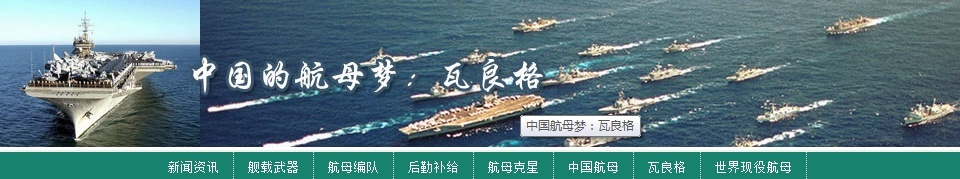 中国的航母梦：瓦良格
中国航母梦：瓦良格
新闻资讯 舰载武器 航母编队 后勤补给 航母克星 中国航母 瓦良格 世界现役航母